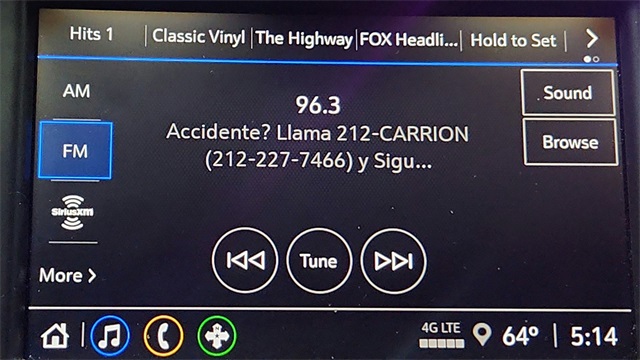 Hits 1 Classic Vinyl The Highway FOX Headli... Hold to Set
AM
96.3
Sound
Accidente? Llama 212-CARRION
FM
(212-227-7466) y Sigu...
Browse
SiriusXM
More
Tune
4G LTE
64° 5:14